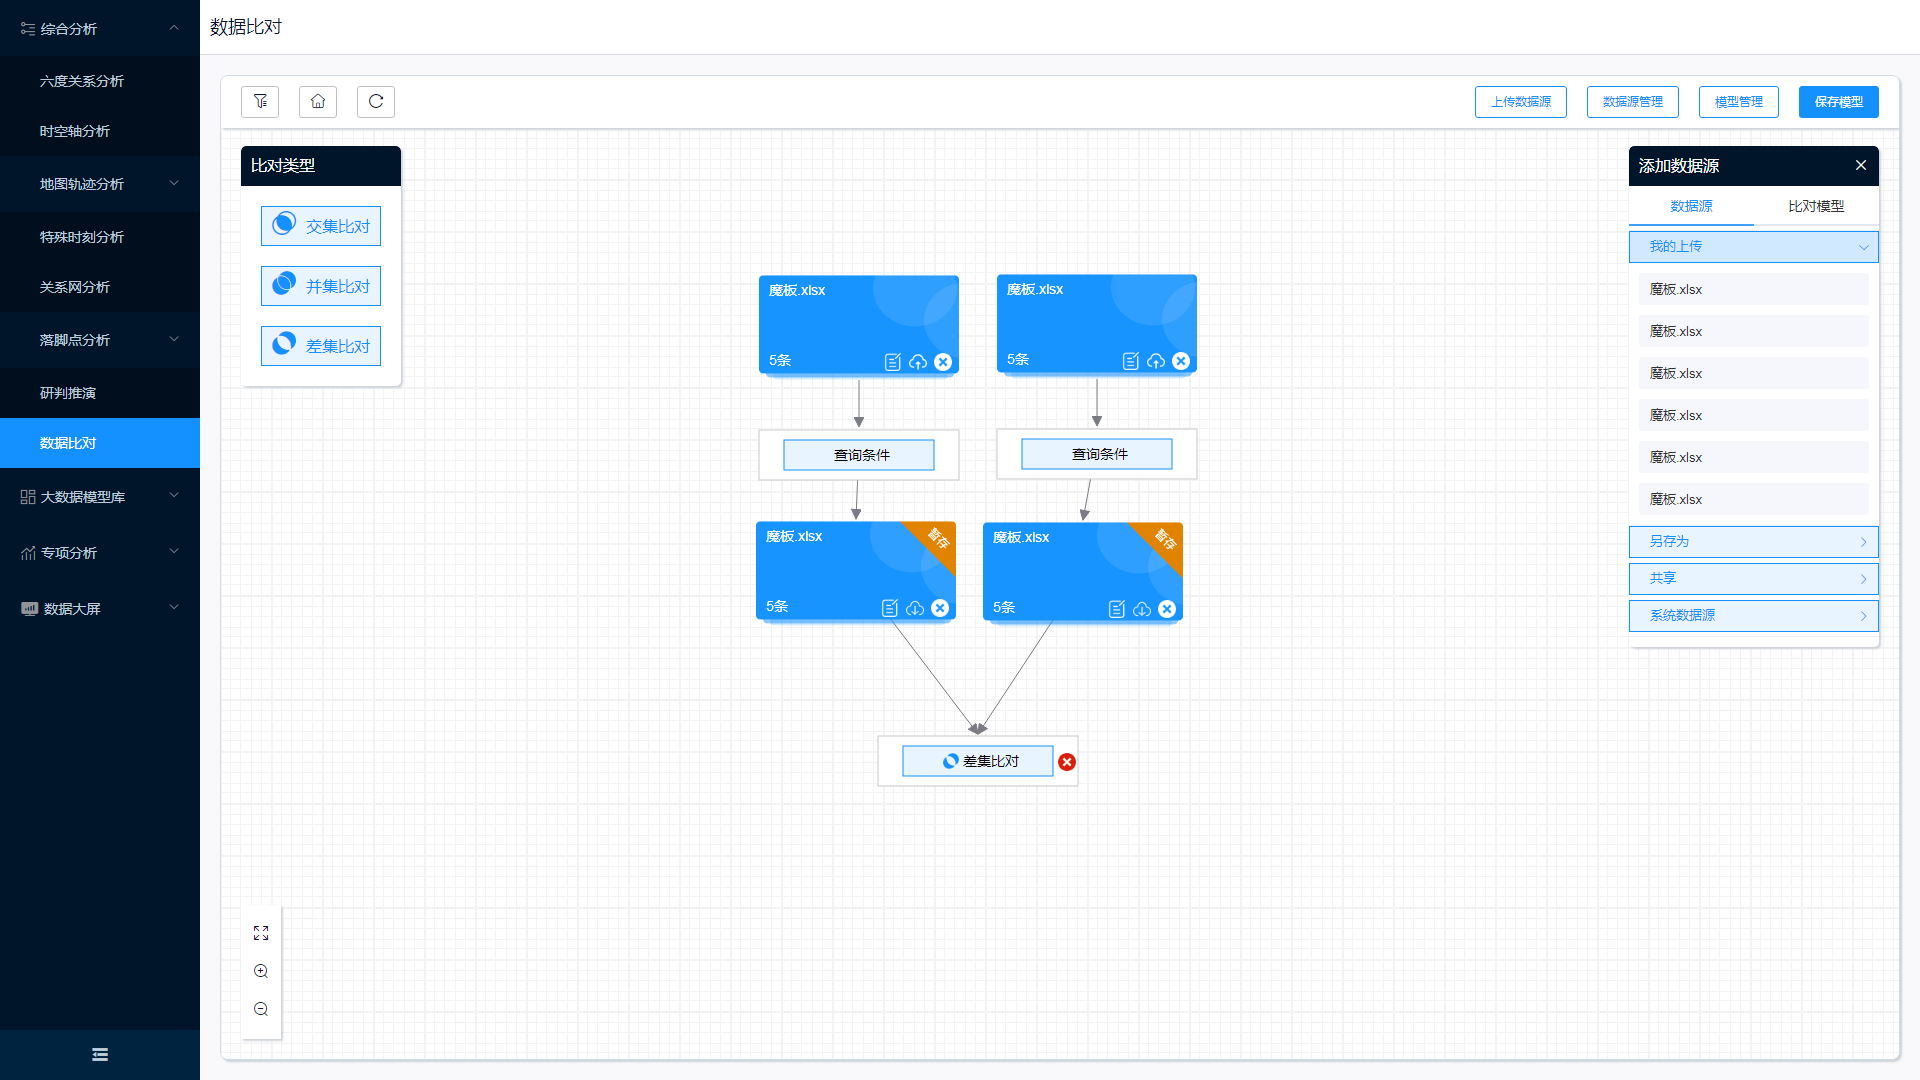 综合分析
六度关系分析
时空轴分析
地图轨迹分析
特殊时刻分析
关系网分析
落脚点分析
研判推演
数据比对
大数据模型库
专项分析
数据大屏
数据比对
上传数据源
数据源管理
模型管理
保存模型
比对类型
交集比对
并集比对
差集比对
魔板.xlsx
5条
魔板.xlsx
5条
查询条件
查询条件
魔板.xlsx
暂存
5条
魔板.xlsx
暂存
5条
差集比对
添加数据源
数据源
比对模型
我的上传
魔板.xlsx
魔板.xlsx
魔板.xlsx
魔板.xlsx
魔板.xlsx
魔板.xlsx
另存为
共享
系统数据源